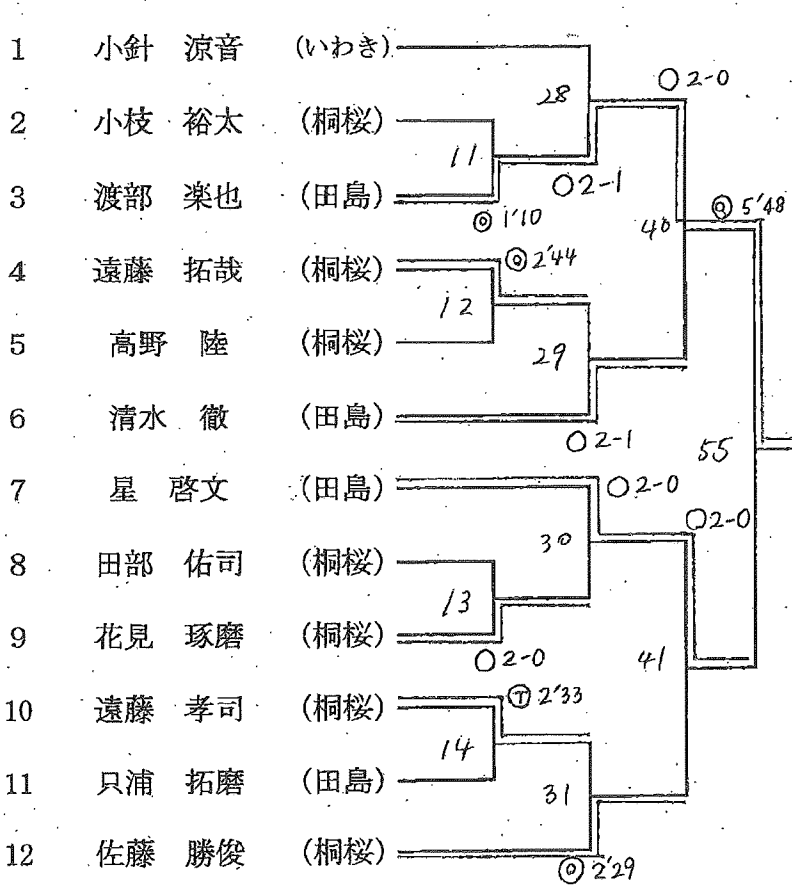 1 小針 涼音 (いわき)
28 ○2-0
2 小枝 裕太 (桐桜)
11 ○2-1
3 渡部 楽也 (田島)
1'10 40 5'48
4 遠藤 拓哉 (桐桜)
2'44
12
5 高野 陸 (桐桜)
29
6 清水 徹 (田島)
○2-1 55
7 星 啓文 (田島)
○2-0 ○2-0
30
8 田部 佑司 (桐桜)
13
9 花見 琢磨 (桐桜)
○2-0 41
10 遠藤 孝司 (桐桜)
Ⓣ 2'33
14
11 只浦 拓磨 (田島)
31
12 佐藤 勝俊 (桐桜)
2'29